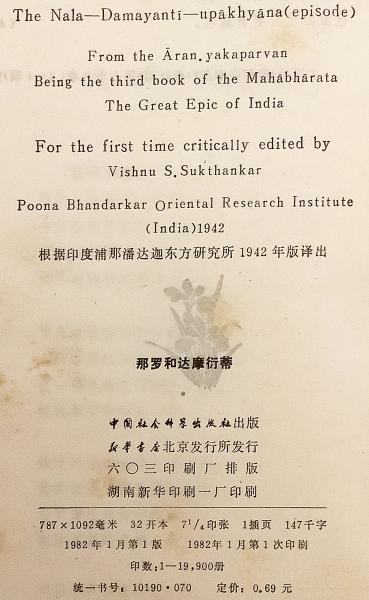 The Nala—Damayantī—upākhyāna(episode)
From the Āran.yakaparvan
Being the third book of the Mahābhārata
The Great Epic of India
For the first time critically edited by
Vishnu S.Sukthankar
Poona Bhandarkar Oriental Research Institute
(India)1942
根据印度浦那潘达迦东方研究所 1942 年版译出
那罗和达摩衍蒂
*
中国社会科学出版社出版
新华书店北京发行所发行
六〇三印刷厂排版
湖南新华印刷一厂印刷
787×1092毫米 32 开本 7¼印张 1插页 147千字
1982 年 1 月第 1 版 1982年 1 月第 1 次印刷
印数:1—19,900册
统一书号:10190·070 定价:0.69 元